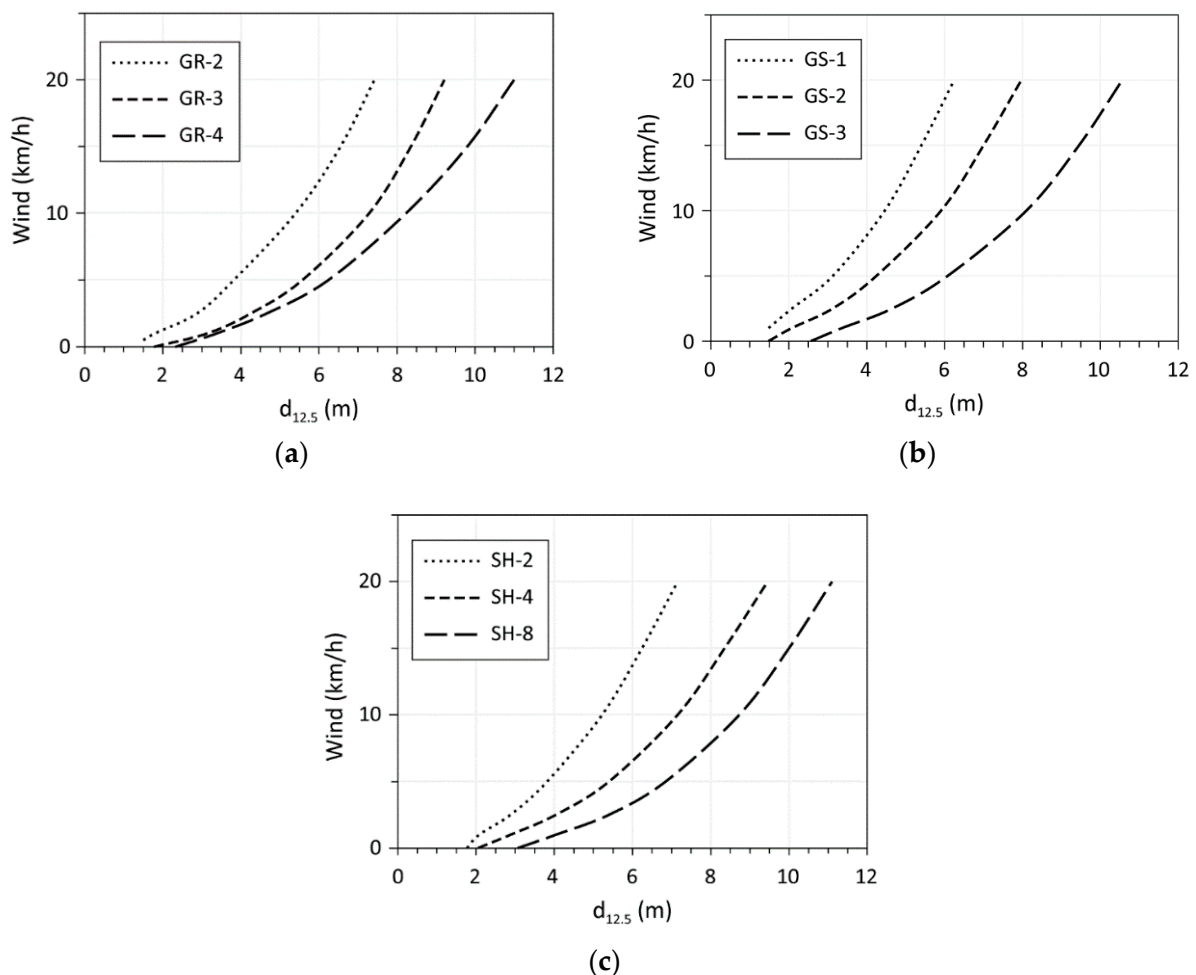 GR-2
GR-3
GR-4
20
10
0
Wind (km/h)
0 2 4 6 8 10 12
d12.5 (m)
(a)
GS-1
GS-2
GS-3
20
10
0
Wind (km/h)
0 2 4 6 8 10 12
d12.5 (m)
(b)
SH-2
SH-4
SH-8
20
10
0
Wind (km/h)
0 2 4 6 8 10 12
d12.5 (m)
(c)